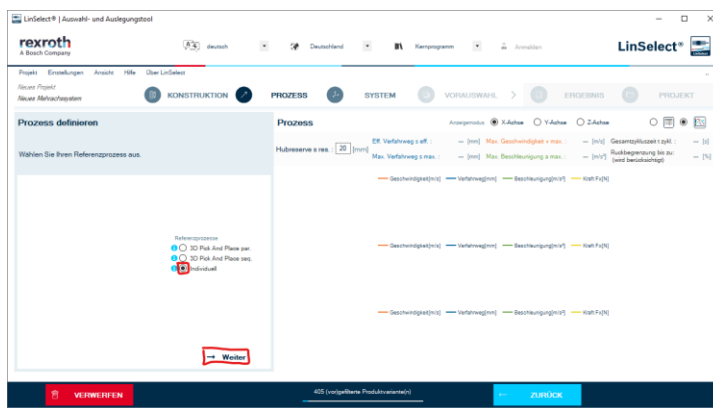 LinSelect® | Auswahl- und Auslegungstool
rexroth
A Bosch Company
deutsch
Deutschland
Kernprogramm
Anmelden
LinSelect®
Projekt Einstellungen Ansicht Hilfe Über LinSelect
Neues Projekt
Neues Mehrachssystem
KONSTRUKTION
PROZESS
SYSTEM
VORAUSWAHL
ERGEBNIS
PROJEKT
Prozess definieren
Wählen Sie Ihren Referenzprozess aus.
Referenzprozesse
3D Pick And Place par.
3D Pick And Place seq.
Individuell
→ Weiter
Prozess
Anzeigemodus X-Achse Y-Achse Z-Achse
Hubreserve s res. : 20 [mm]
Eff. Verfahrweg s eff. : — [mm] Max. Geschwindigkeit v max. : — [m/s] Gesamtzykluszeit t zykl. : — [s]
Max. Verfahrweg s max. : — [mm] Max. Beschleunigung a max. : — [m/s²] Ruckbegrenzung bis zu: (wird berücksichtigt) — [%]
Geschwindigkeit[m/s] Verfahrweg[mm] Beschleunigung[m/s²] Kraft Fx[N]
Geschwindigkeit[m/s] Verfahrweg[mm] Beschleunigung[m/s²] Kraft Fx[N]
Geschwindigkeit[m/s] Verfahrweg[mm] Beschleunigung[m/s²] Kraft Fx[N]
VERWERFEN
405 (vor)gefilterte Produktvariante(n)
← ZURÜCK